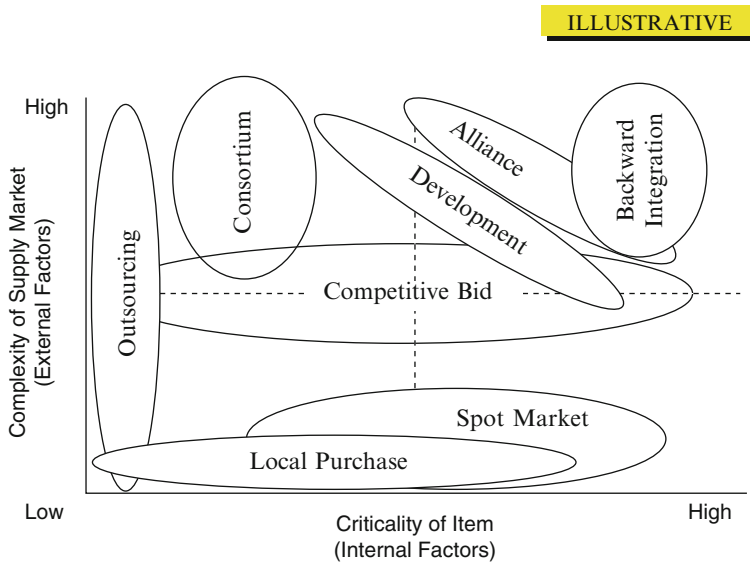 ILLUSTRATIVE
High
Complexity of Supply Market
(External Factors)
Outsourcing
Consortium
Alliance
Development
Backward
Integration
Competitive Bid
Spot Market
Local Purchase
Low
High
Criticality of Item
(Internal Factors)